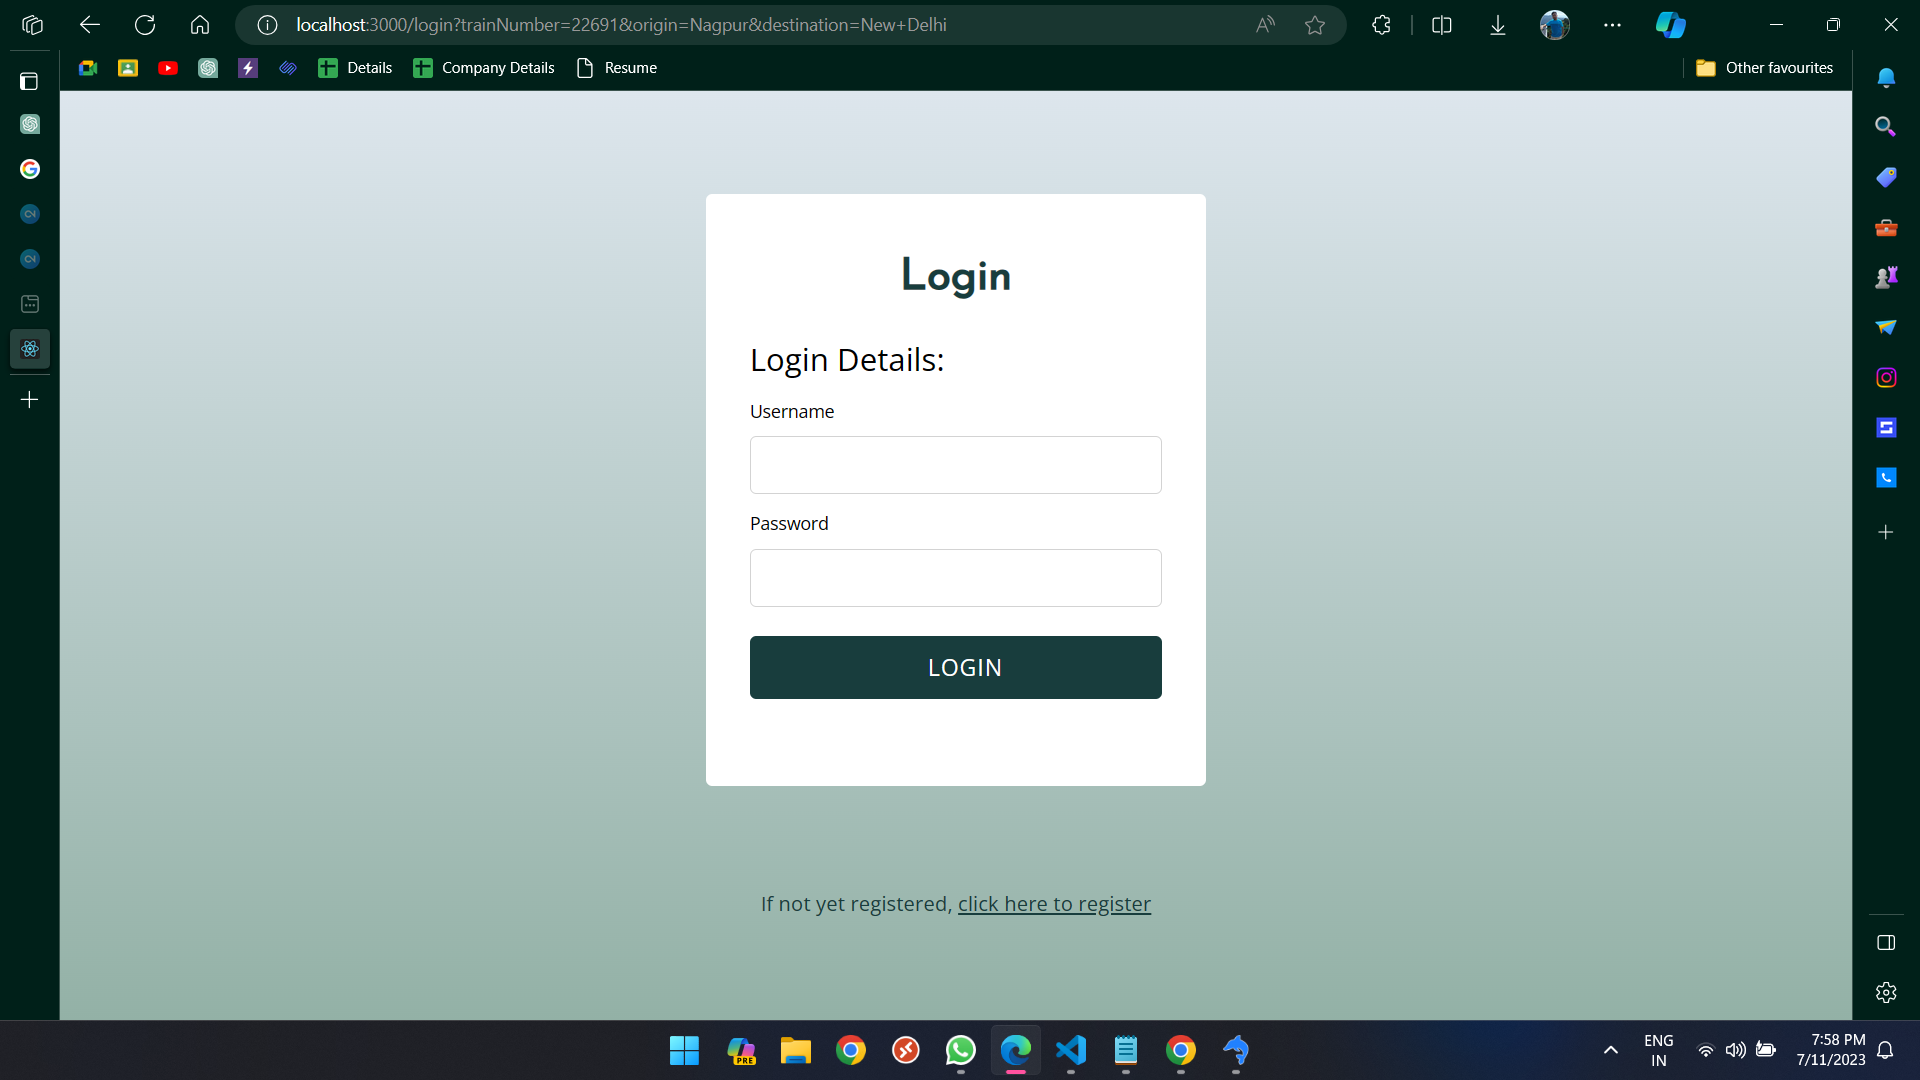 localhost:3000/login?trainNumber=22691&origin=Nagpur&destination=New+Delhi
Details
Company Details
Resume
Other favourites
Login
Login Details:
Username
Password
LOGIN
If not yet registered, click here to register
PRE
ENG
IN
7:58 PM
7/11/2023